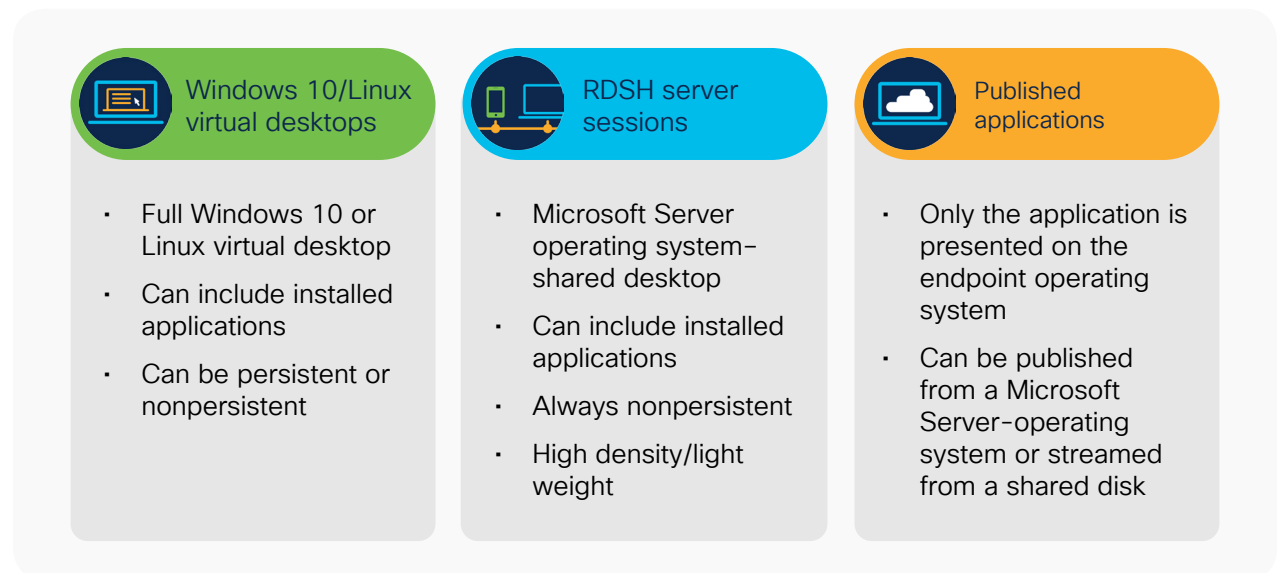 Windows 10/Linux
virtual desktops
· Full Windows 10 or
Linux virtual desktop
· Can include installed
applications
· Can be persistent or
nonpersistent
RDSH server
sessions
· Microsoft Server
operating system–
shared desktop
· Can include installed
applications
· Always nonpersistent
· High density/light
weight
Published
applications
· Only the application is
presented on the
endpoint operating
system
· Can be published
from a Microsoft
Server-operating
system or streamed
from a shared disk